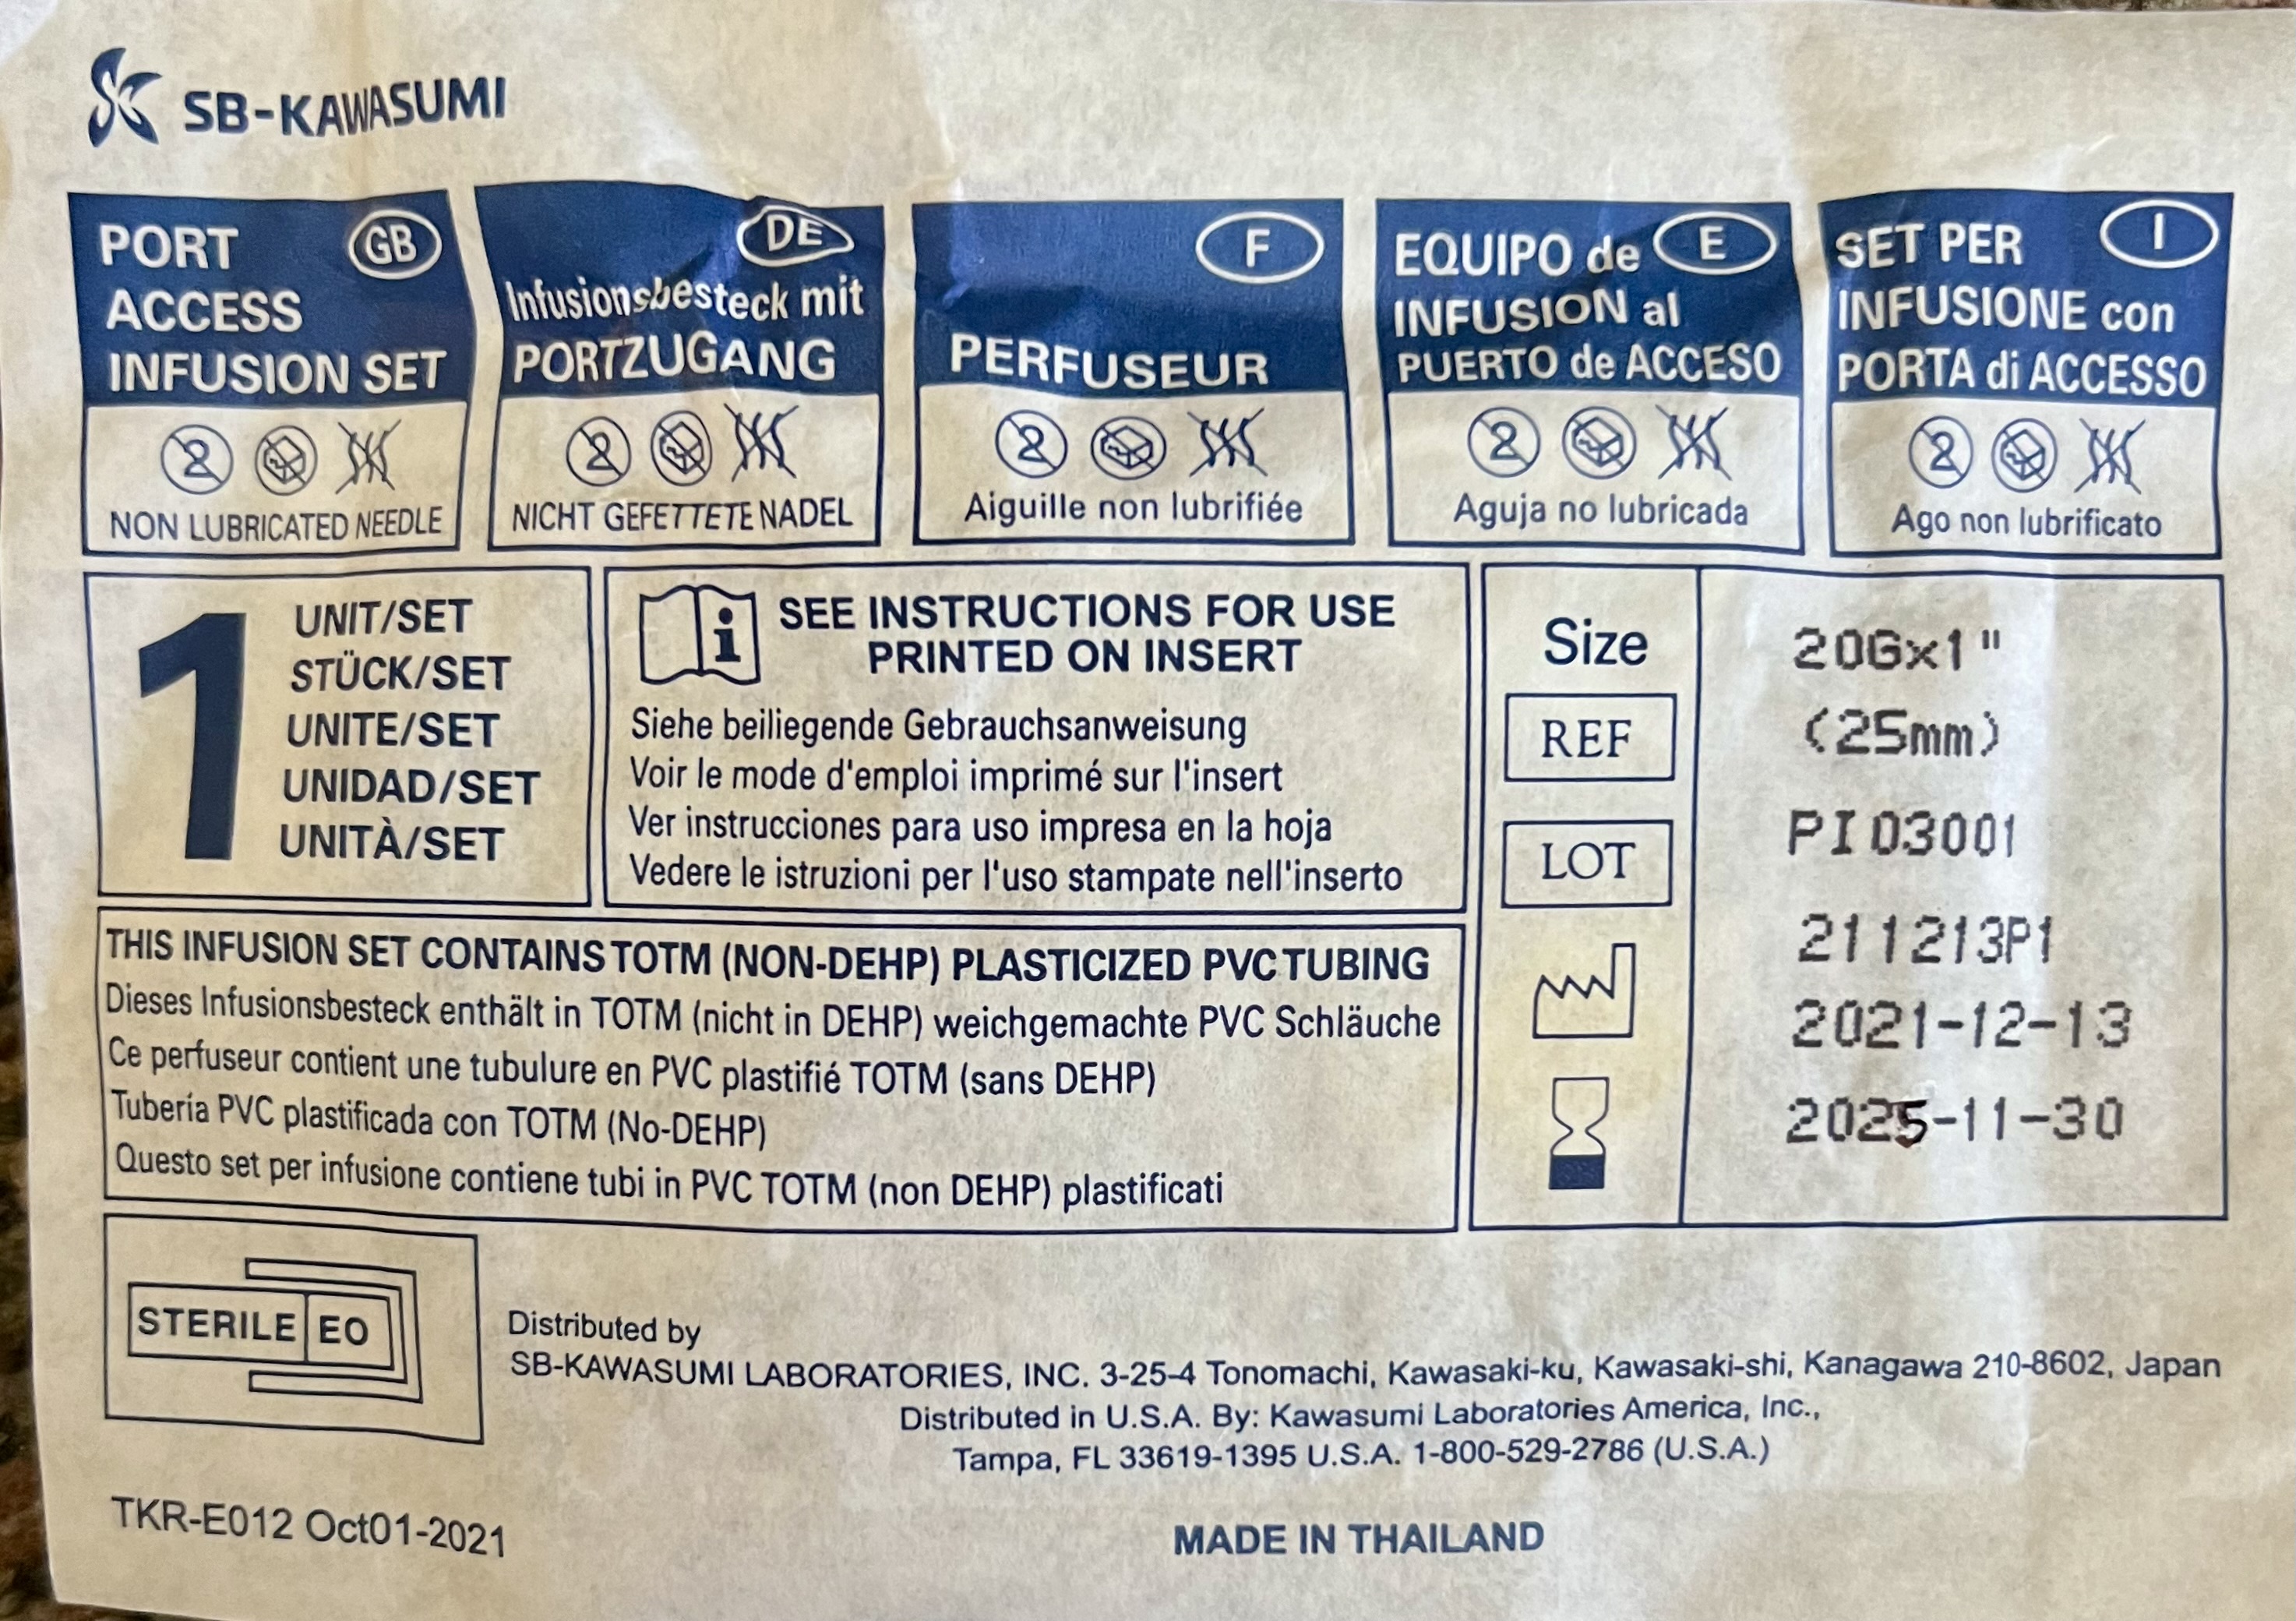 SB-KAWASUMI
PORT
ACCESS
INFUSION SET
GB
NON LUBRICATED NEEDLE
DE
Infusionsbesteck mit
PORTZUGANG
NICHT GEFETTETE NADEL
F
PERFUSEUR
Aiguille non lubrifiée
EQUIPO de
INFUSION al
PUERTO de ACCESO
E
Aguja no lubricada
SET PER
INFUSIONE con
PORTA di ACCESSO
I
Ago non lubrificato
1
UNIT/SET
STÜCK/SET
UNITE/SET
UNIDAD/SET
UNITÀ/SET
SEE INSTRUCTIONS FOR USE
PRINTED ON INSERT
Siehe beiliegende Gebrauchsanweisung
Voir le mode d'emploi imprimé sur l'insert
Ver instrucciones para uso impresa en la hoja
Vedere le istruzioni per l'uso stampate nell'inserto
Size
REF
LOT
20Gx1"
(25mm)
PI03001
211213P1
2021-12-13
2025-11-30
THIS INFUSION SET CONTAINS TOTM (NON-DEHP) PLASTICIZED PVC TUBING
Dieses Infusionsbesteck enthält in TOTM (nicht in DEHP) weichgemachte PVC Schläuche
Ce perfuseur contient une tubulure en PVC plastifié TOTM (sans DEHP)
Tubería PVC plastificada con TOTM (No-DEHP)
Questo set per infusione contiene tubi in PVC TOTM (non DEHP) plastificati
STERILE EO
Distributed by
SB-KAWASUMI LABORATORIES, INC. 3-25-4 Tonomachi, Kawasaki-ku, Kawasaki-shi, Kanagawa 210-8602, Japan
Distributed in U.S.A. By: Kawasumi Laboratories America, Inc.,
Tampa, FL 33619-1395 U.S.A. 1-800-529-2786 (U.S.A.)
TKR-E012 Oct01-2021
MADE IN THAILAND